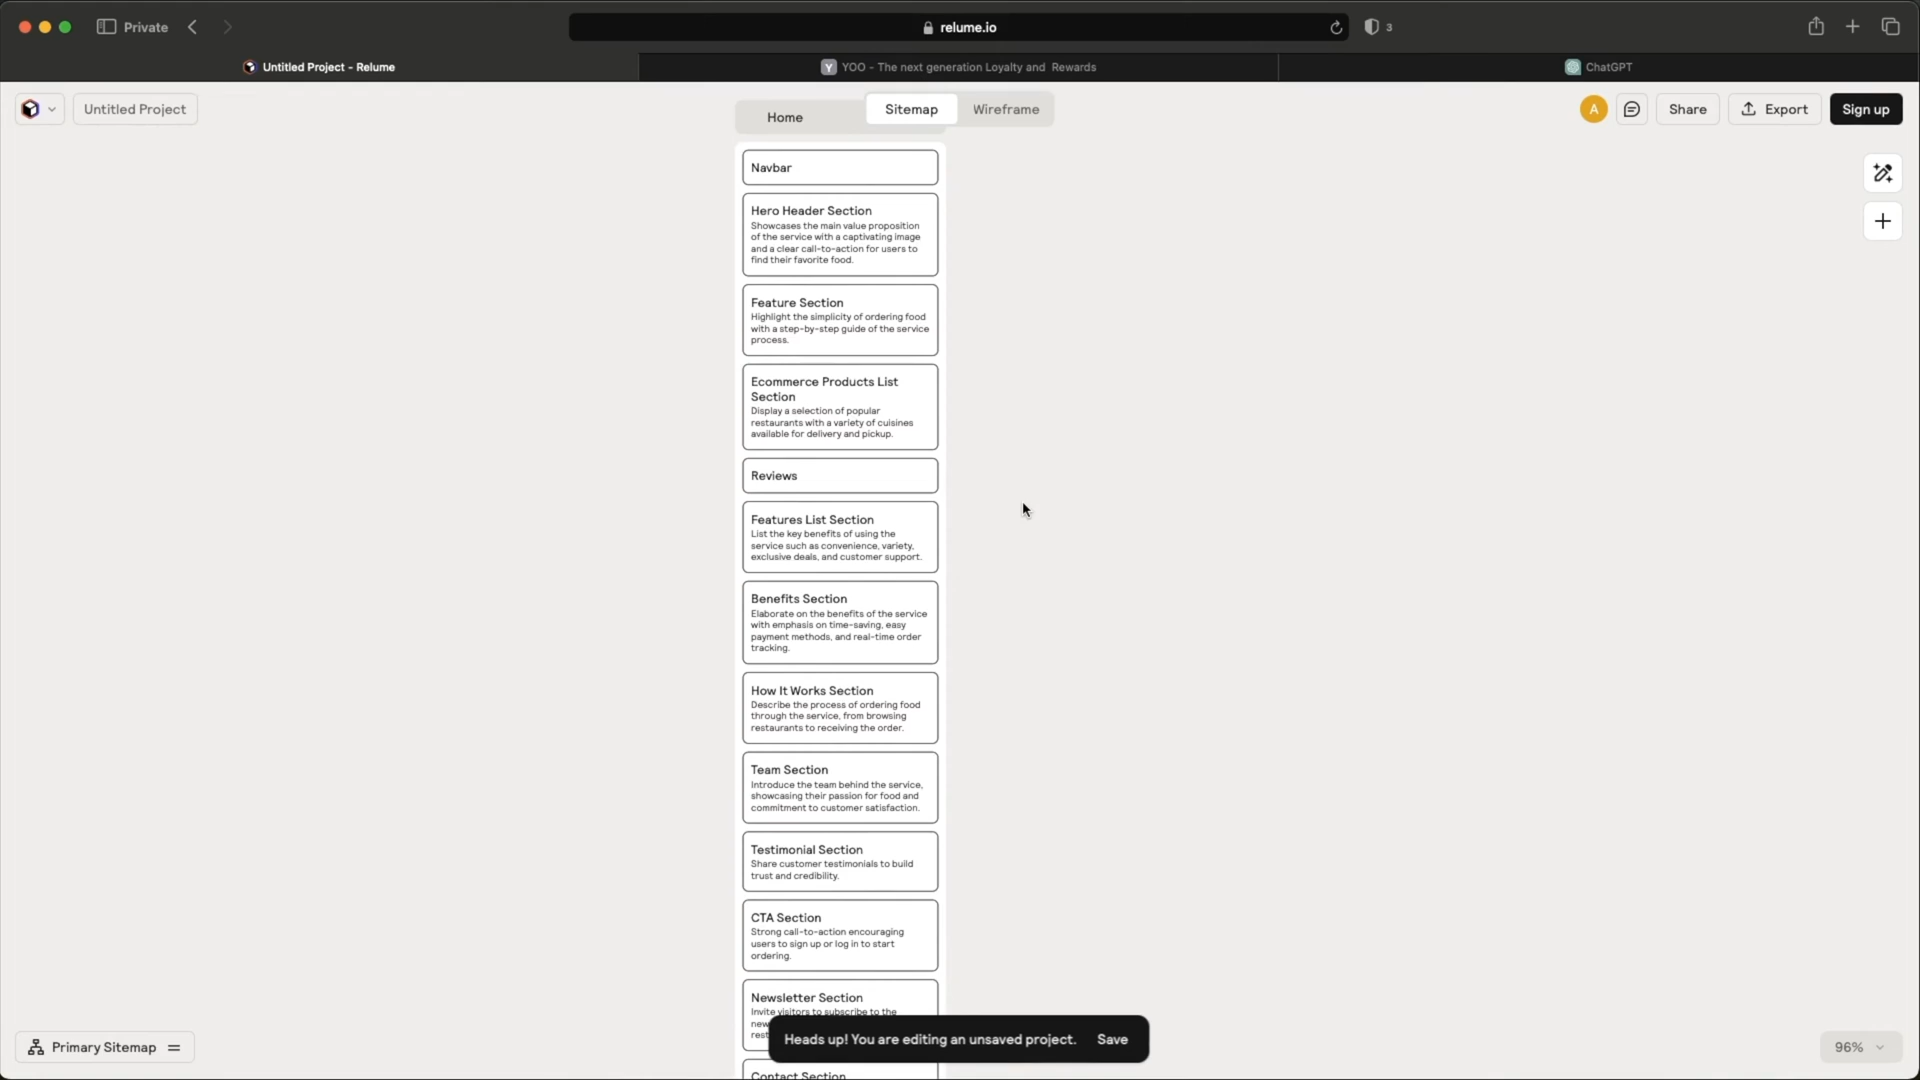 Private
relume.io
3
Untitled Project - Relume
Y YOO - The next generation Loyalty and Rewards
ChatGPT
Untitled Project
Home
Sitemap
Wireframe
A
Share
Export
Sign up
Navbar
Hero Header Section
Showcases the main value proposition
of the service with a captivating image
and a clear call-to-action for users to
find their favorite food.
Feature Section
Highlight the simplicity of ordering food
with a step-by-step guide of the service
process.
Ecommerce Products List
Section
Display a selection of popular
restaurants with a variety of cuisines
available for delivery and pickup.
Reviews
Features List Section
List the key benefits of using the
service such as convenience, variety,
exclusive deals, and customer support.
Benefits Section
Elaborate on the benefits of the service
with emphasis on time-saving, easy
payment methods, and real-time order
tracking.
How It Works Section
Describe the process of ordering food
through the service, from browsing
restaurants to receiving the order.
Team Section
Introduce the team behind the service,
showcasing their passion for food and
commitment to customer satisfaction.
Testimonial Section
Share customer testimonials to build
trust and credibility.
CTA Section
Strong call-to-action encouraging
users to sign up or log in to start
ordering.
Newsletter Section
Invite visitors to subscribe to the
Heads up! You are editing an unsaved project.
Save
Contact Section
Primary Sitemap
96%